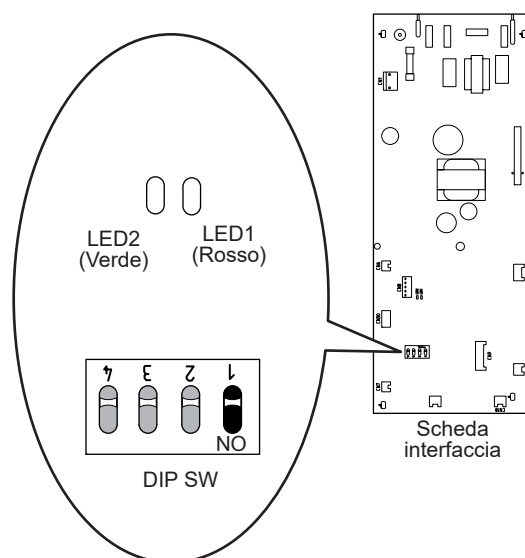 LED2
(Verde)
LED1
(Rosso)
4 3 2 1
NO
DIP SW
Scheda
interfaccia